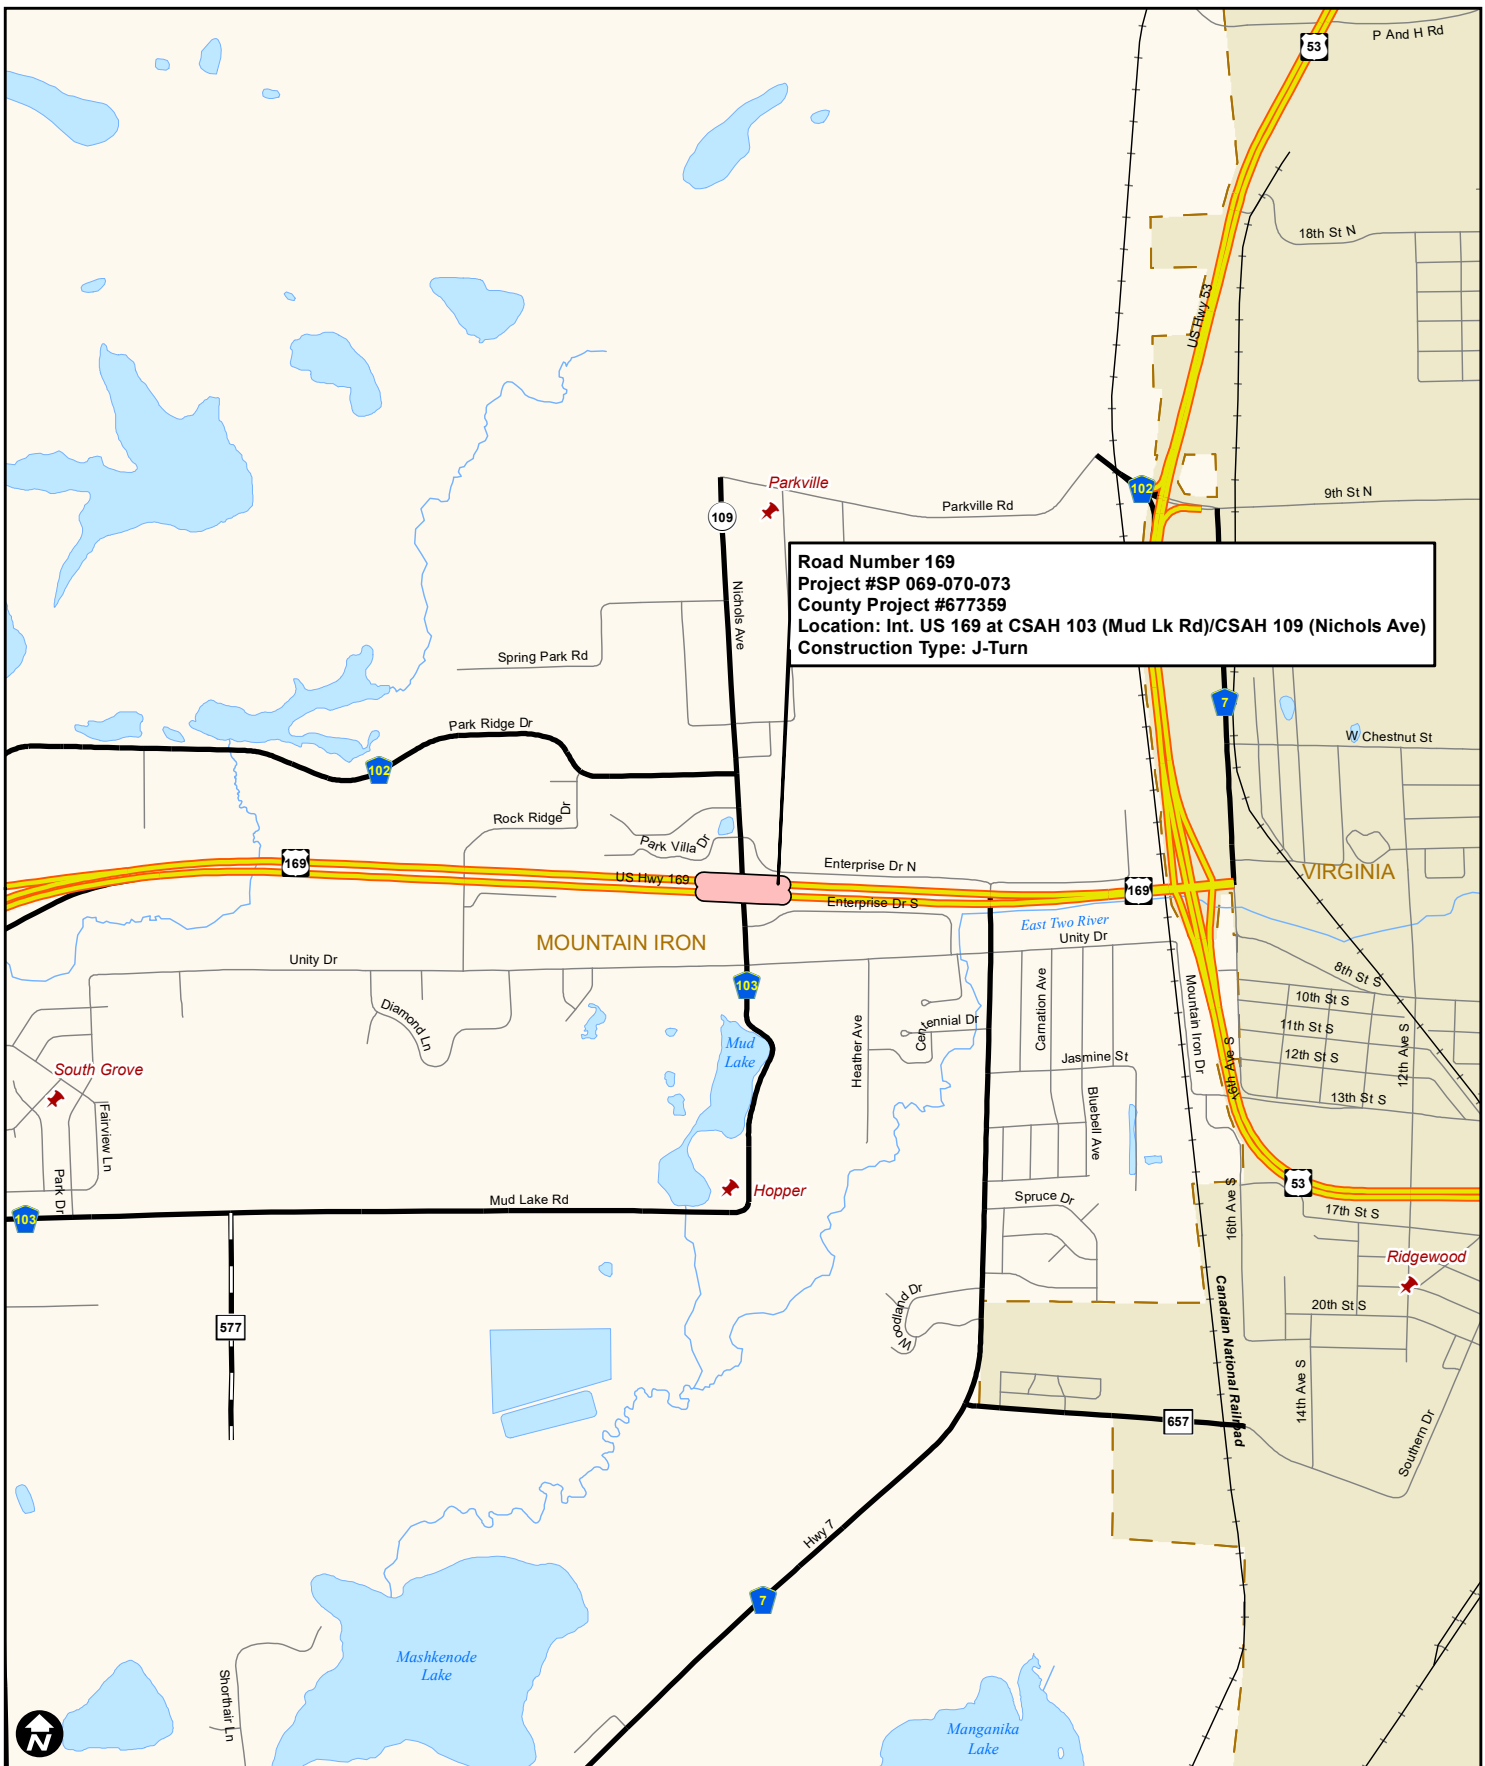 P And H Rd
53
18th St N
US Hwy 53
Parkville
102
9th St N
109
Parkville Rd
Road Number 169
Project #SP 069-070-073
County Project #677359
Location: Int. US 169 at CSAH 103 (Mud Lk Rd)/CSAH 109 (Nichols Ave)
Construction Type: J-Turn
Nichols Ave
Spring Park Rd
7
Park Ridge Dr
W Chestnut St
102
Rock Ridge Dr
Park Villa Dr
169
Enterprise Dr N
US Hwy 169
169
VIRGINIA
Enterprise Dr S
East Two River
MOUNTAIN IRON
Unity Dr
Unity Dr
8th St S
103
Mountain Iron Dr
10th St S
Diamond Ln
Carnation Ave
Centennial Dr
11th St S
Mud
Lake
Heather Ave
Jasmine St
12th St S
12th Ave S
South Grove
16th Ave S
13th St S
Fairview Ln
Bluebell Ave
Park Dr
Hopper
53
Mud Lake Rd
Spruce Dr
16th Ave S
17th St S
103
Ridgewood
577
Woodland Dr
20th St S
Canadian National Railroad
14th Ave S
657
Southern Dr
Hwy 7
7
Mashkenode
Lake
Shorthair Ln
Manganika
Lake
N